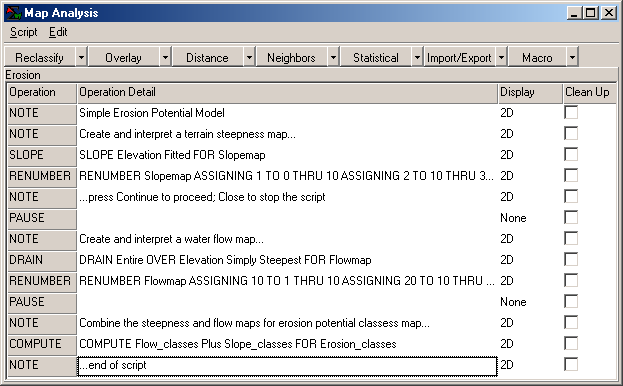 Map Analysis
Script Edit
Reclassify Overlay Distance Neighbors Statistical Import/Export Macro
Erosion
Operation Operation Detail Display Clean Up
NOTE Simple Erosion Potential Model 2D
NOTE Create and interpret a terrain steepness map... 2D
SLOPE SLOPE Elevation Fitted FOR Slopemap 2D
RENUMBER RENUMBER Slopemap ASSIGNING 1 TO 0 THRU 10 ASSIGNING 2 TO 10 THRU 3... 2D
NOTE ...press Continue to proceed; Close to stop the script 2D
PAUSE None
NOTE Create and interpret a water flow map... 2D
DRAIN DRAIN Entire OVER Elevation Simply Steepest FOR Flowmap 2D
RENUMBER RENUMBER Flowmap ASSIGNING 10 TO 1 THRU 10 ASSIGNING 20 TO 10 THRU ... 2D
PAUSE None
NOTE Combine the steepness and flow maps for erosion potential classess map... 2D
COMPUTE COMPUTE Flow_classes Plus Slope_classes FOR Erosion_classes 2D
NOTE ...end of script 2D